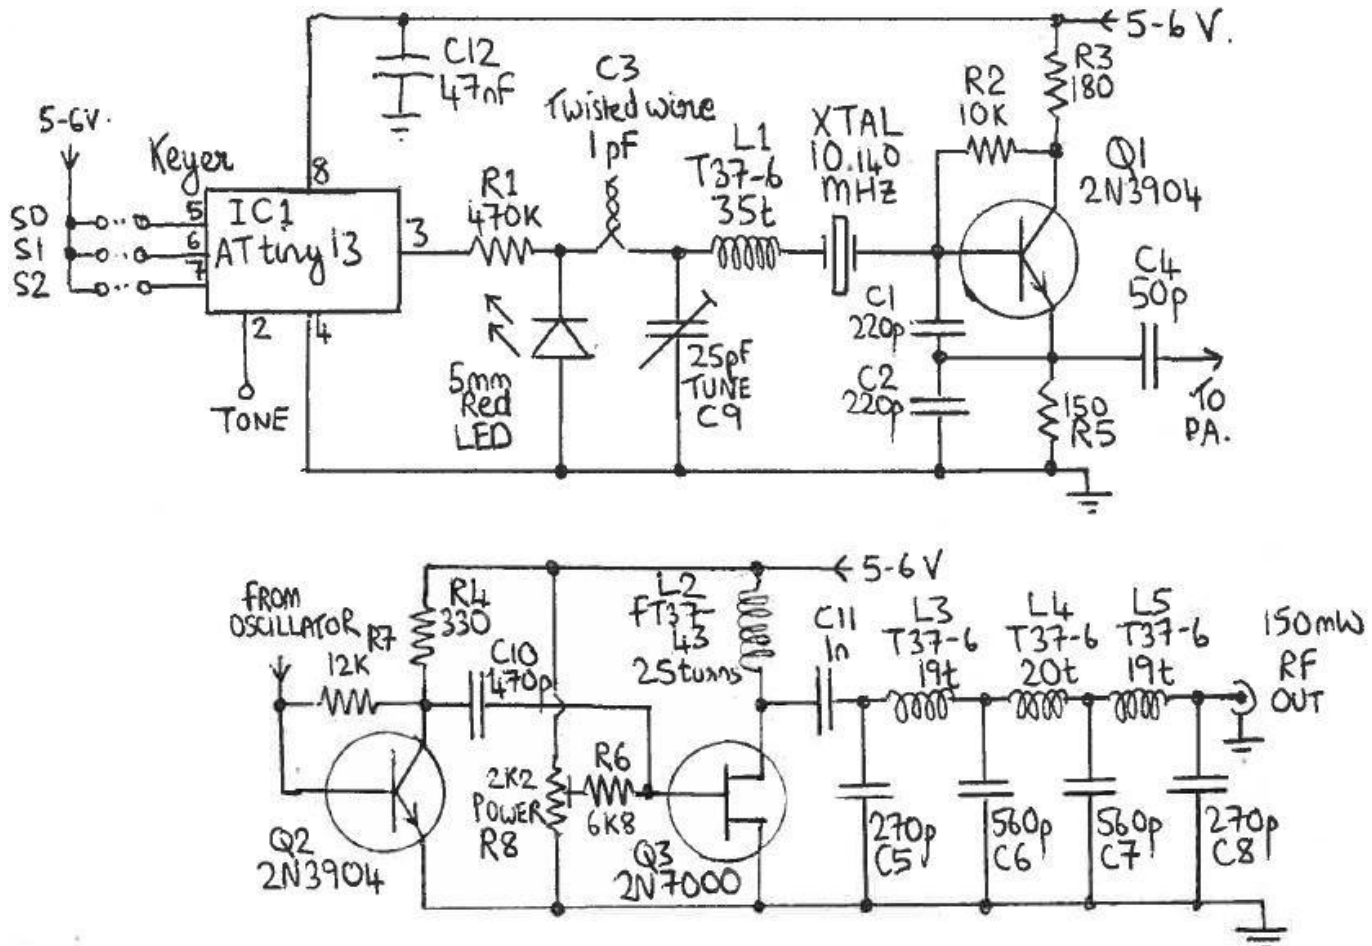 5-6 V.
C12
47nF
C3
Twisted wire
1pF
R2
10K
R3
180
5-6V.
Keyer
XTAL
10.140
MHZ
L1
T37-6
35t
Q1
2N3904
R1
470K
8
S0
S1
S2
5
6
7
IC1
ATtiny13
3
2
4
TONE
C4
50p
C1
220p
C2
220p
25pF
TUNE
C9
5mm
Red
LED
150
R5
TO
P.A.
5-6V
FROM
OSCILLATOR
R7
12K
R4
330
C10
470p
L2
FT37-
43
25turns
C11
1n
L3
T37-6
19t
L4
T37-6
20t
L5
T37-6
19t
150mW
RF
OUT
2K2
POWER
R8
R6
6K8
Q2
2N3904
Q3
2N7000
270p
C5
560p
C6
560p
C7
270p
C8